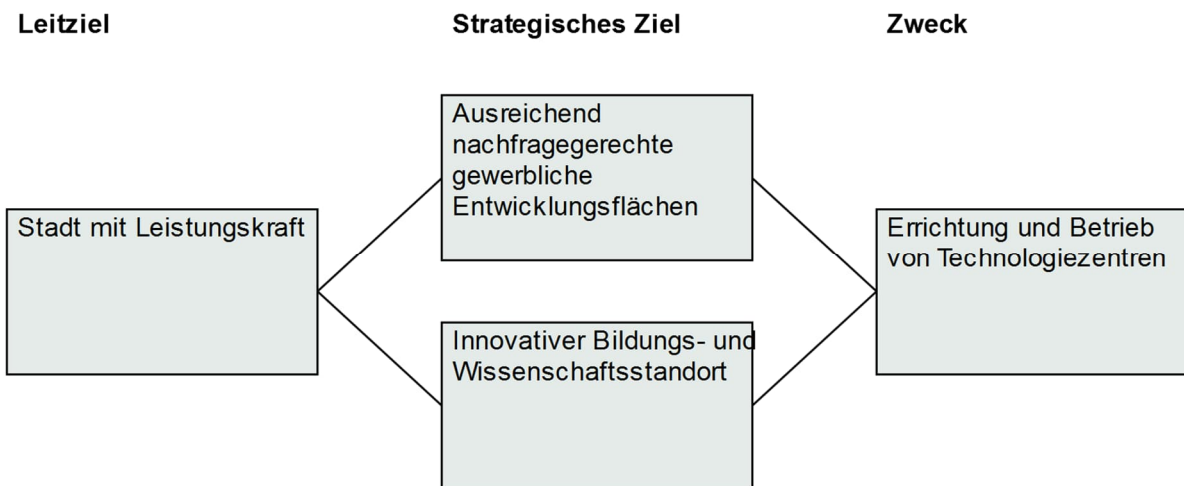 Leitziel
Strategisches Ziel
Zweck
Stadt mit Leistungskraft
Ausreichend
nachfragegerechte
gewerbliche
Entwicklungsflächen
Innovativer Bildungs- und
Wissenschaftsstandort
Errichtung und Betrieb
von Technologiezentren